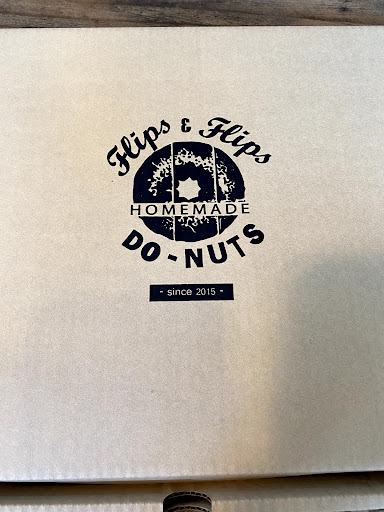 Flips & Flips
HOMEMADE
DO-NUTS
- since 2015 -